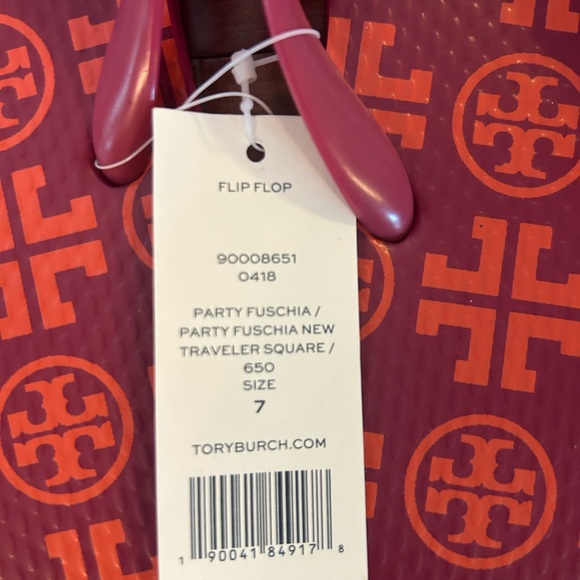 FLIP FLOP
90008651
0418
PARTY FUSCHIA /
PARTY FUSCHIA NEW
TRAVELER SQUARE /
650
SIZE
7
TORYBURCH.COM
1 90041 84917 8